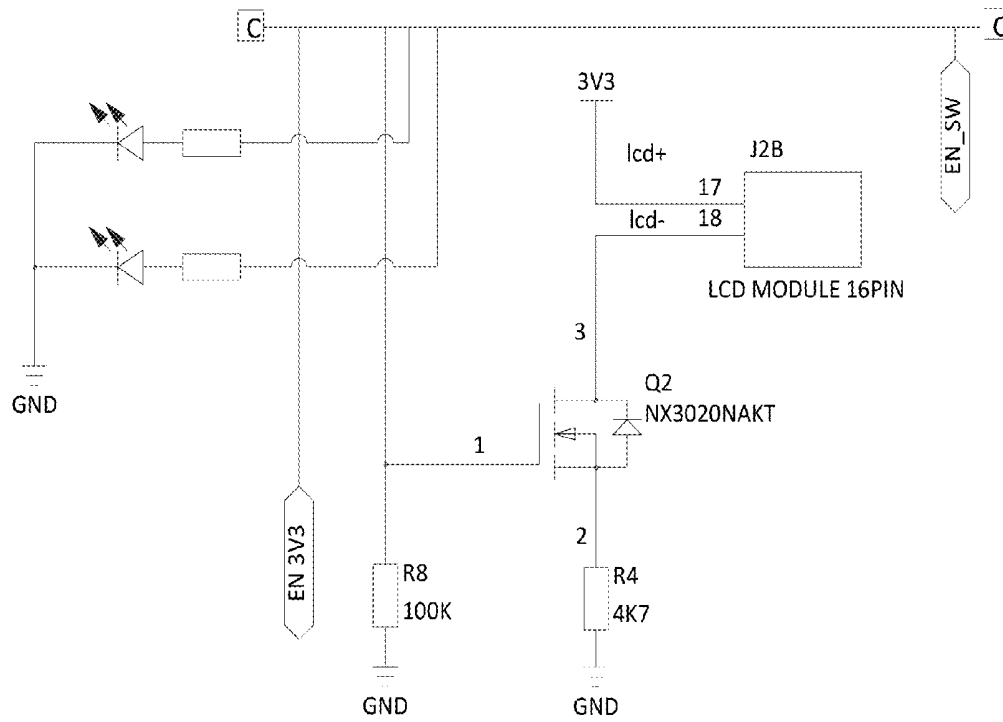 C
C
3V3
EN_SW
lcd+
J2B
17
18
lcd-
LCD MODULE 16PIN
3
GND
Q2
NX3020NAKT
1
EN 3V3
2
R8
100K
R4
4K7
GND
GND